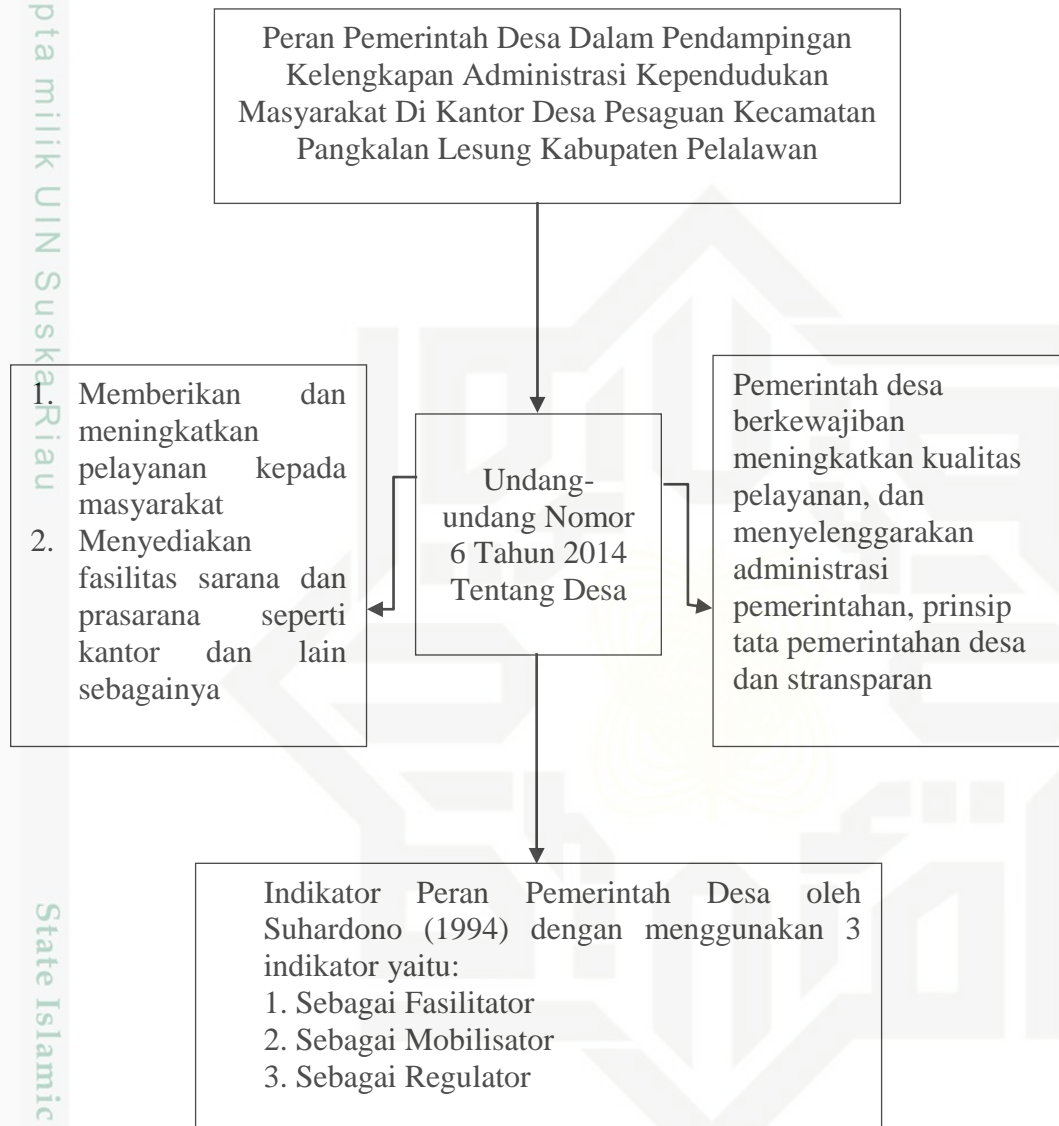 Peran Pemerintah Desa Dalam Pendampingan
Kelengkapan Administrasi Kependudukan
Masyarakat Di Kantor Desa Pesaguan Kecamatan
Pangkalan Lesung Kabupaten Pelalawan
1. Memberikan dan
meningkatkan
pelayanan kepada
masyarakat
2. Menyediakan
fasilitas sarana dan
prasarana seperti
kantor dan lain
sebagainya
Undang-
undang Nomor
6 Tahun 2014
Tentang Desa
Pemerintah desa
berkewajiban
meningkatkan kualitas
pelayanan, dan
menyelenggarakan
administrasi
pemerintahan, prinsip
tata pemerintahan desa
dan stransparan
Indikator Peran Pemerintah Desa oleh
Suhardono (1994) dengan menggunakan 3
indikator yaitu:
1. Sebagai Fasilitator
2. Sebagai Mobilisator
3. Sebagai Regulator
pta milik UIN Suska Riau
State Islamic